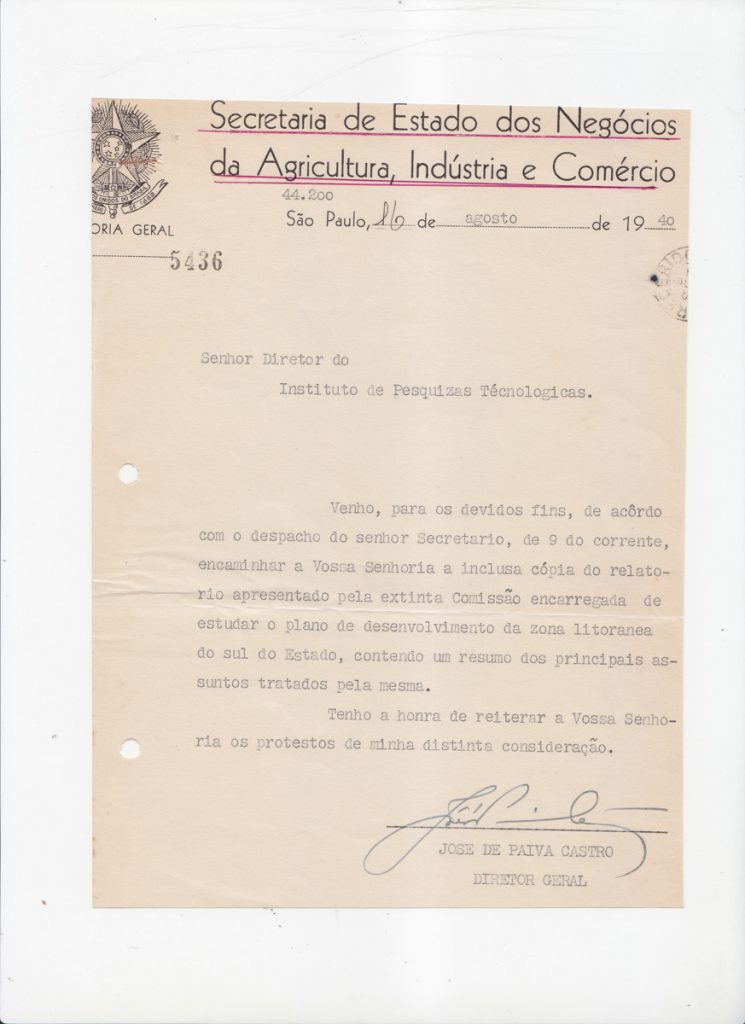 Secretaria de Estado dos Negócios
da Agricultura, Indústria e Comércio
44.200
São Paulo, 16 de agosto de 19 40
ORIA GERAL
5436
Senhor Diretor do
Instituto de Pesquizas Técnologicas.
Venho, para os devidos fins, de acôrdo
com o despacho do senhor Secretario, de 9 do corrente,
encaminhar a Vossa Senhoria a inclusa cópia do relato-
rio apresentado pela extinta Comissão encarregada de
estudar o plano de desenvolvimento da zona litoranea
do sul do Estado, contendo um resumo dos principais as-
suntos tratados pela mesma.
Tenho a honra de reiterar a Vossa Senho-
ria os protestos de minha distinta consideração.
JOSE DE PAIVA CASTRO
DIRETOR GERAL